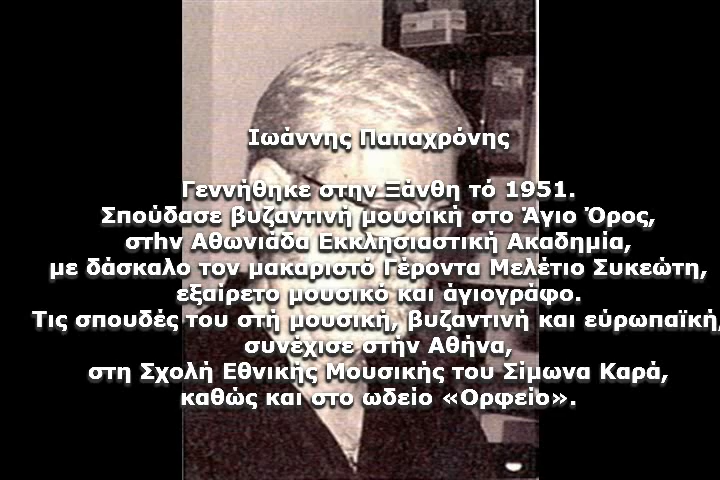 Ιωάννης Παπαχρόνης
Γεννήθηκε στην Ξάνθη τό 1951.
Σπούδασε βυζαντινή μουσική στο Άγιο Όρος,
στhν Αθωνιάδα Εκκλησιαστική Ακαδημία,
με δάσκαλο τον μακαριστό Γέροντα Μελέτιο Συκεώτη,
εξαίρετο μουσικό και άγιογράφο.
Τις σπουδές του στή μουσική, βυζαντινή και εύρωπαϊκή,
συνέχισε στήν Αθήνα,
στη Σχολή Εθνικής Μουσικής του Σίμωνα Καρά,
καθώς και στο ωδείο «Ορφείο».